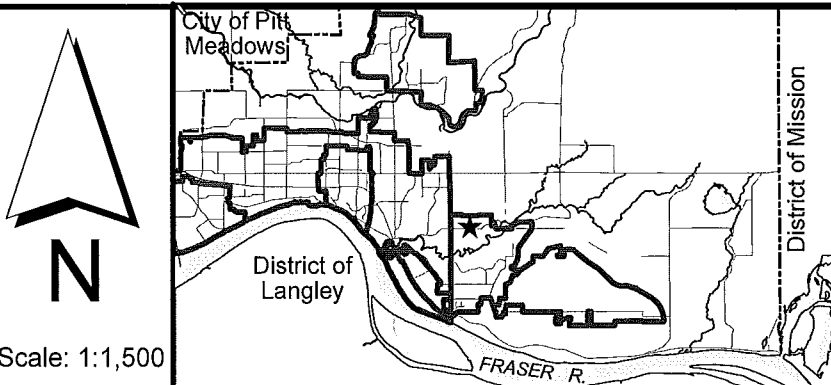 City of Pitt
Meadows
District of Mission
District of
Langley
FRASER R.
N
Scale: 1:1,500